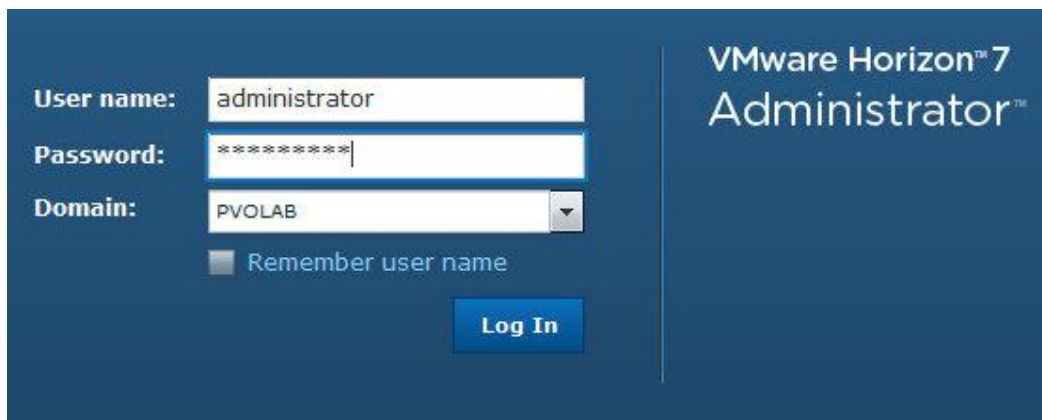 User name: administrator
Password: *********
Domain: PVOLAB
Remember user name
Log In
VMware Horizon™ 7
Administrator™